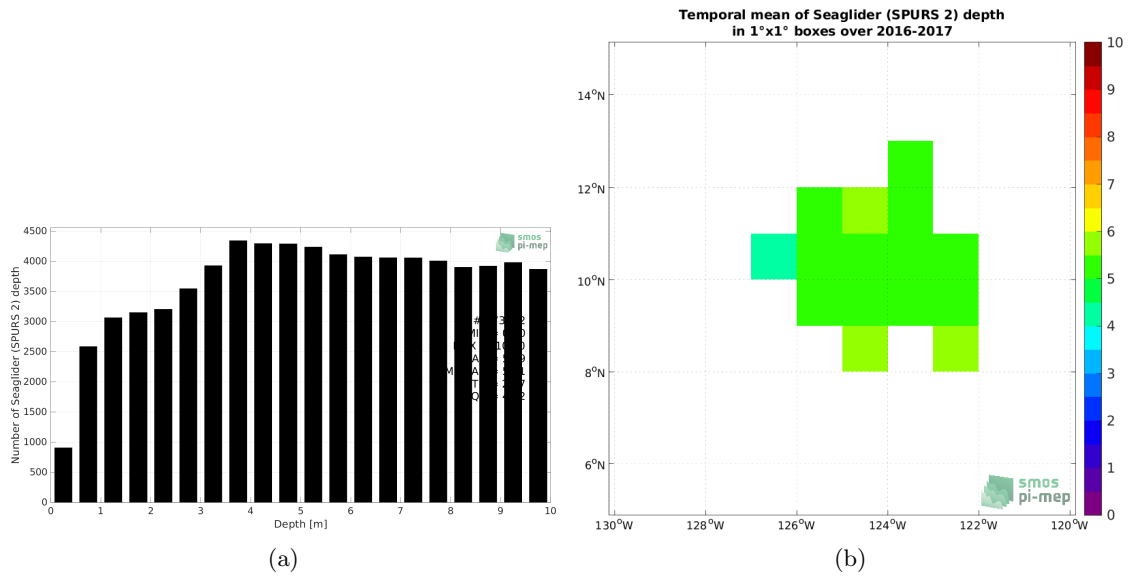 Temporal mean of Seaglider (SPURS 2) depth
in 1°x1° boxes over 2016-2017
Number of Seaglider (SPURS 2) depth
4500
4000
3500
3000
2500
2000
1500
1000
500
0
smos
pi-mep
0 1 2 3 4 5 6 7 8 9 10
Depth [m]
(a)
14°N
12°N
10°N
8°N
6°N
130°W 128°W 126°W 124°W 122°W 120°W
smos
pi-mep
10
9
8
7
6
5
4
3
2
1
0
(b)